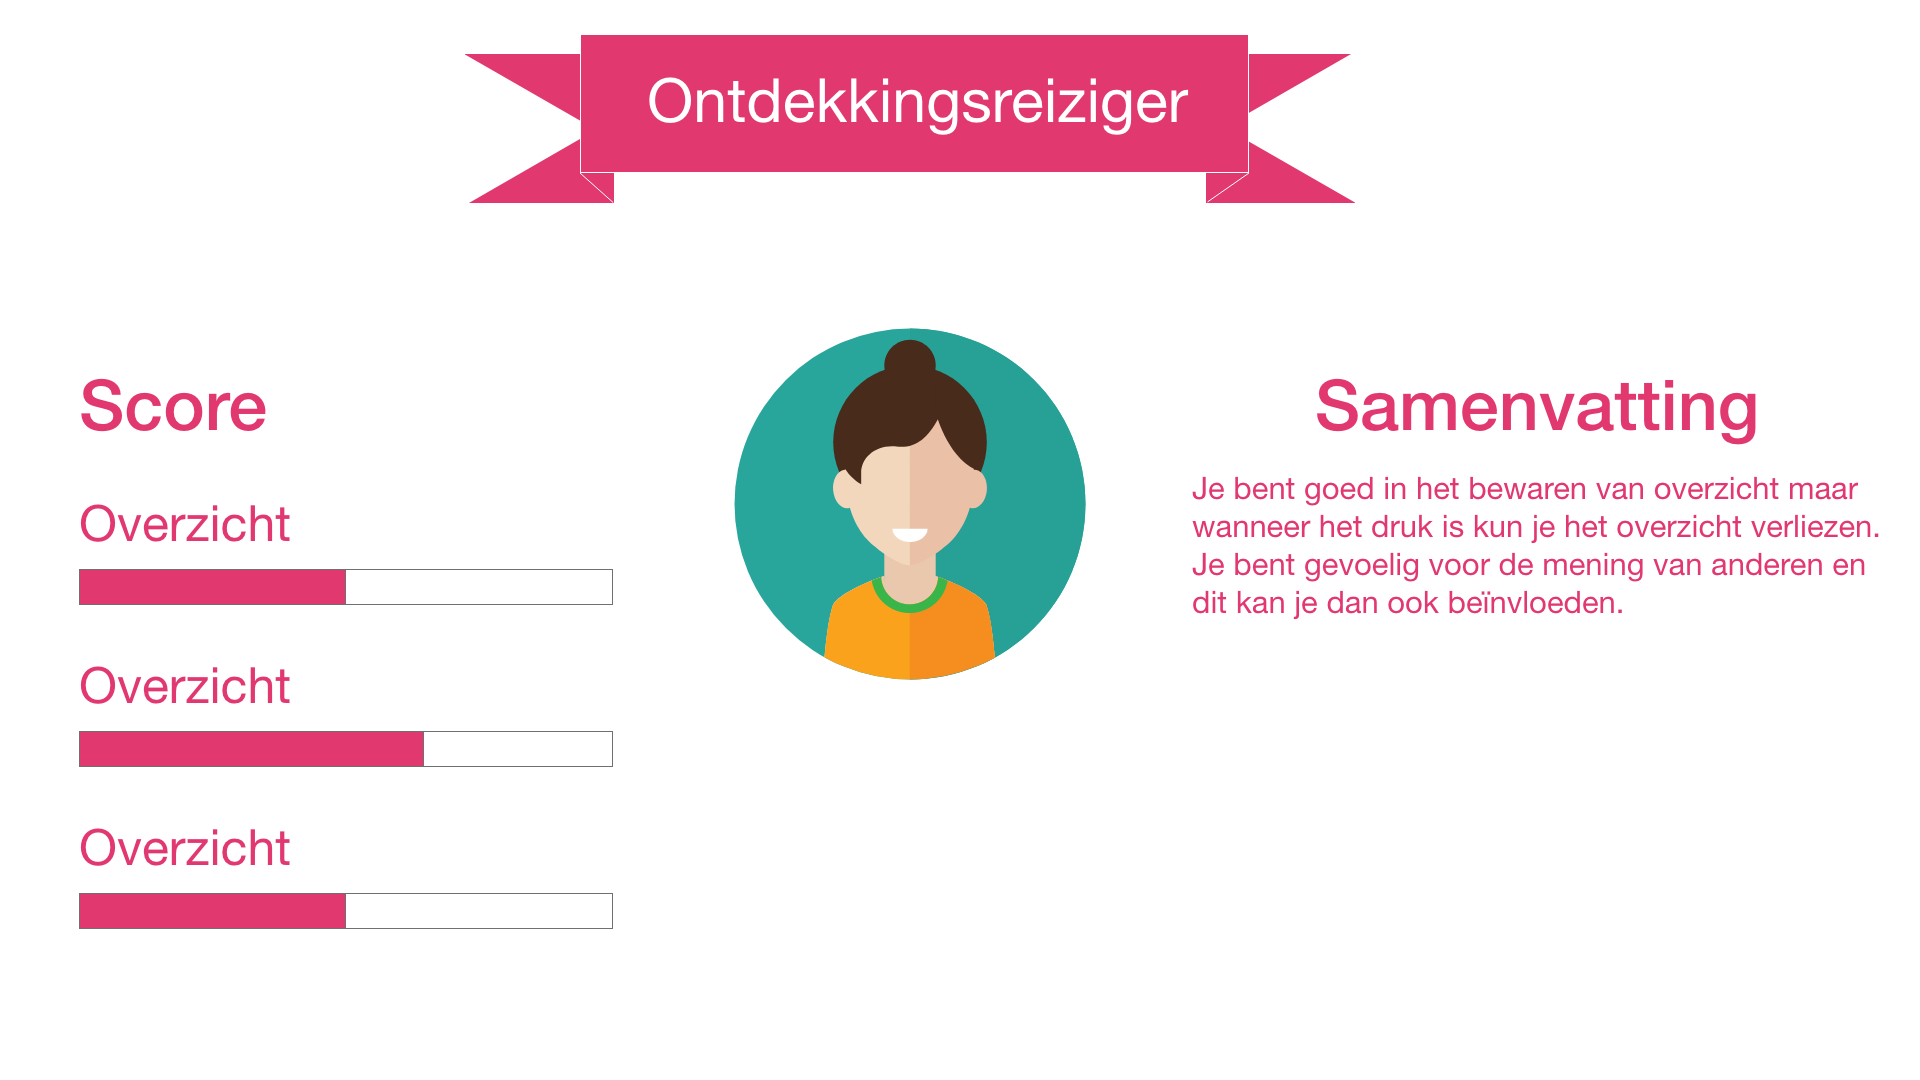 Ontdekkingsreiziger
Score
Overzicht
Overzicht
Overzicht
Samenvatting
Je bent goed in het bewaren van overzicht maar
wanneer het druk is kun je het overzicht verliezen.
Je bent gevoelig voor de mening van anderen en
dit kan je dan ook beïnvloeden.